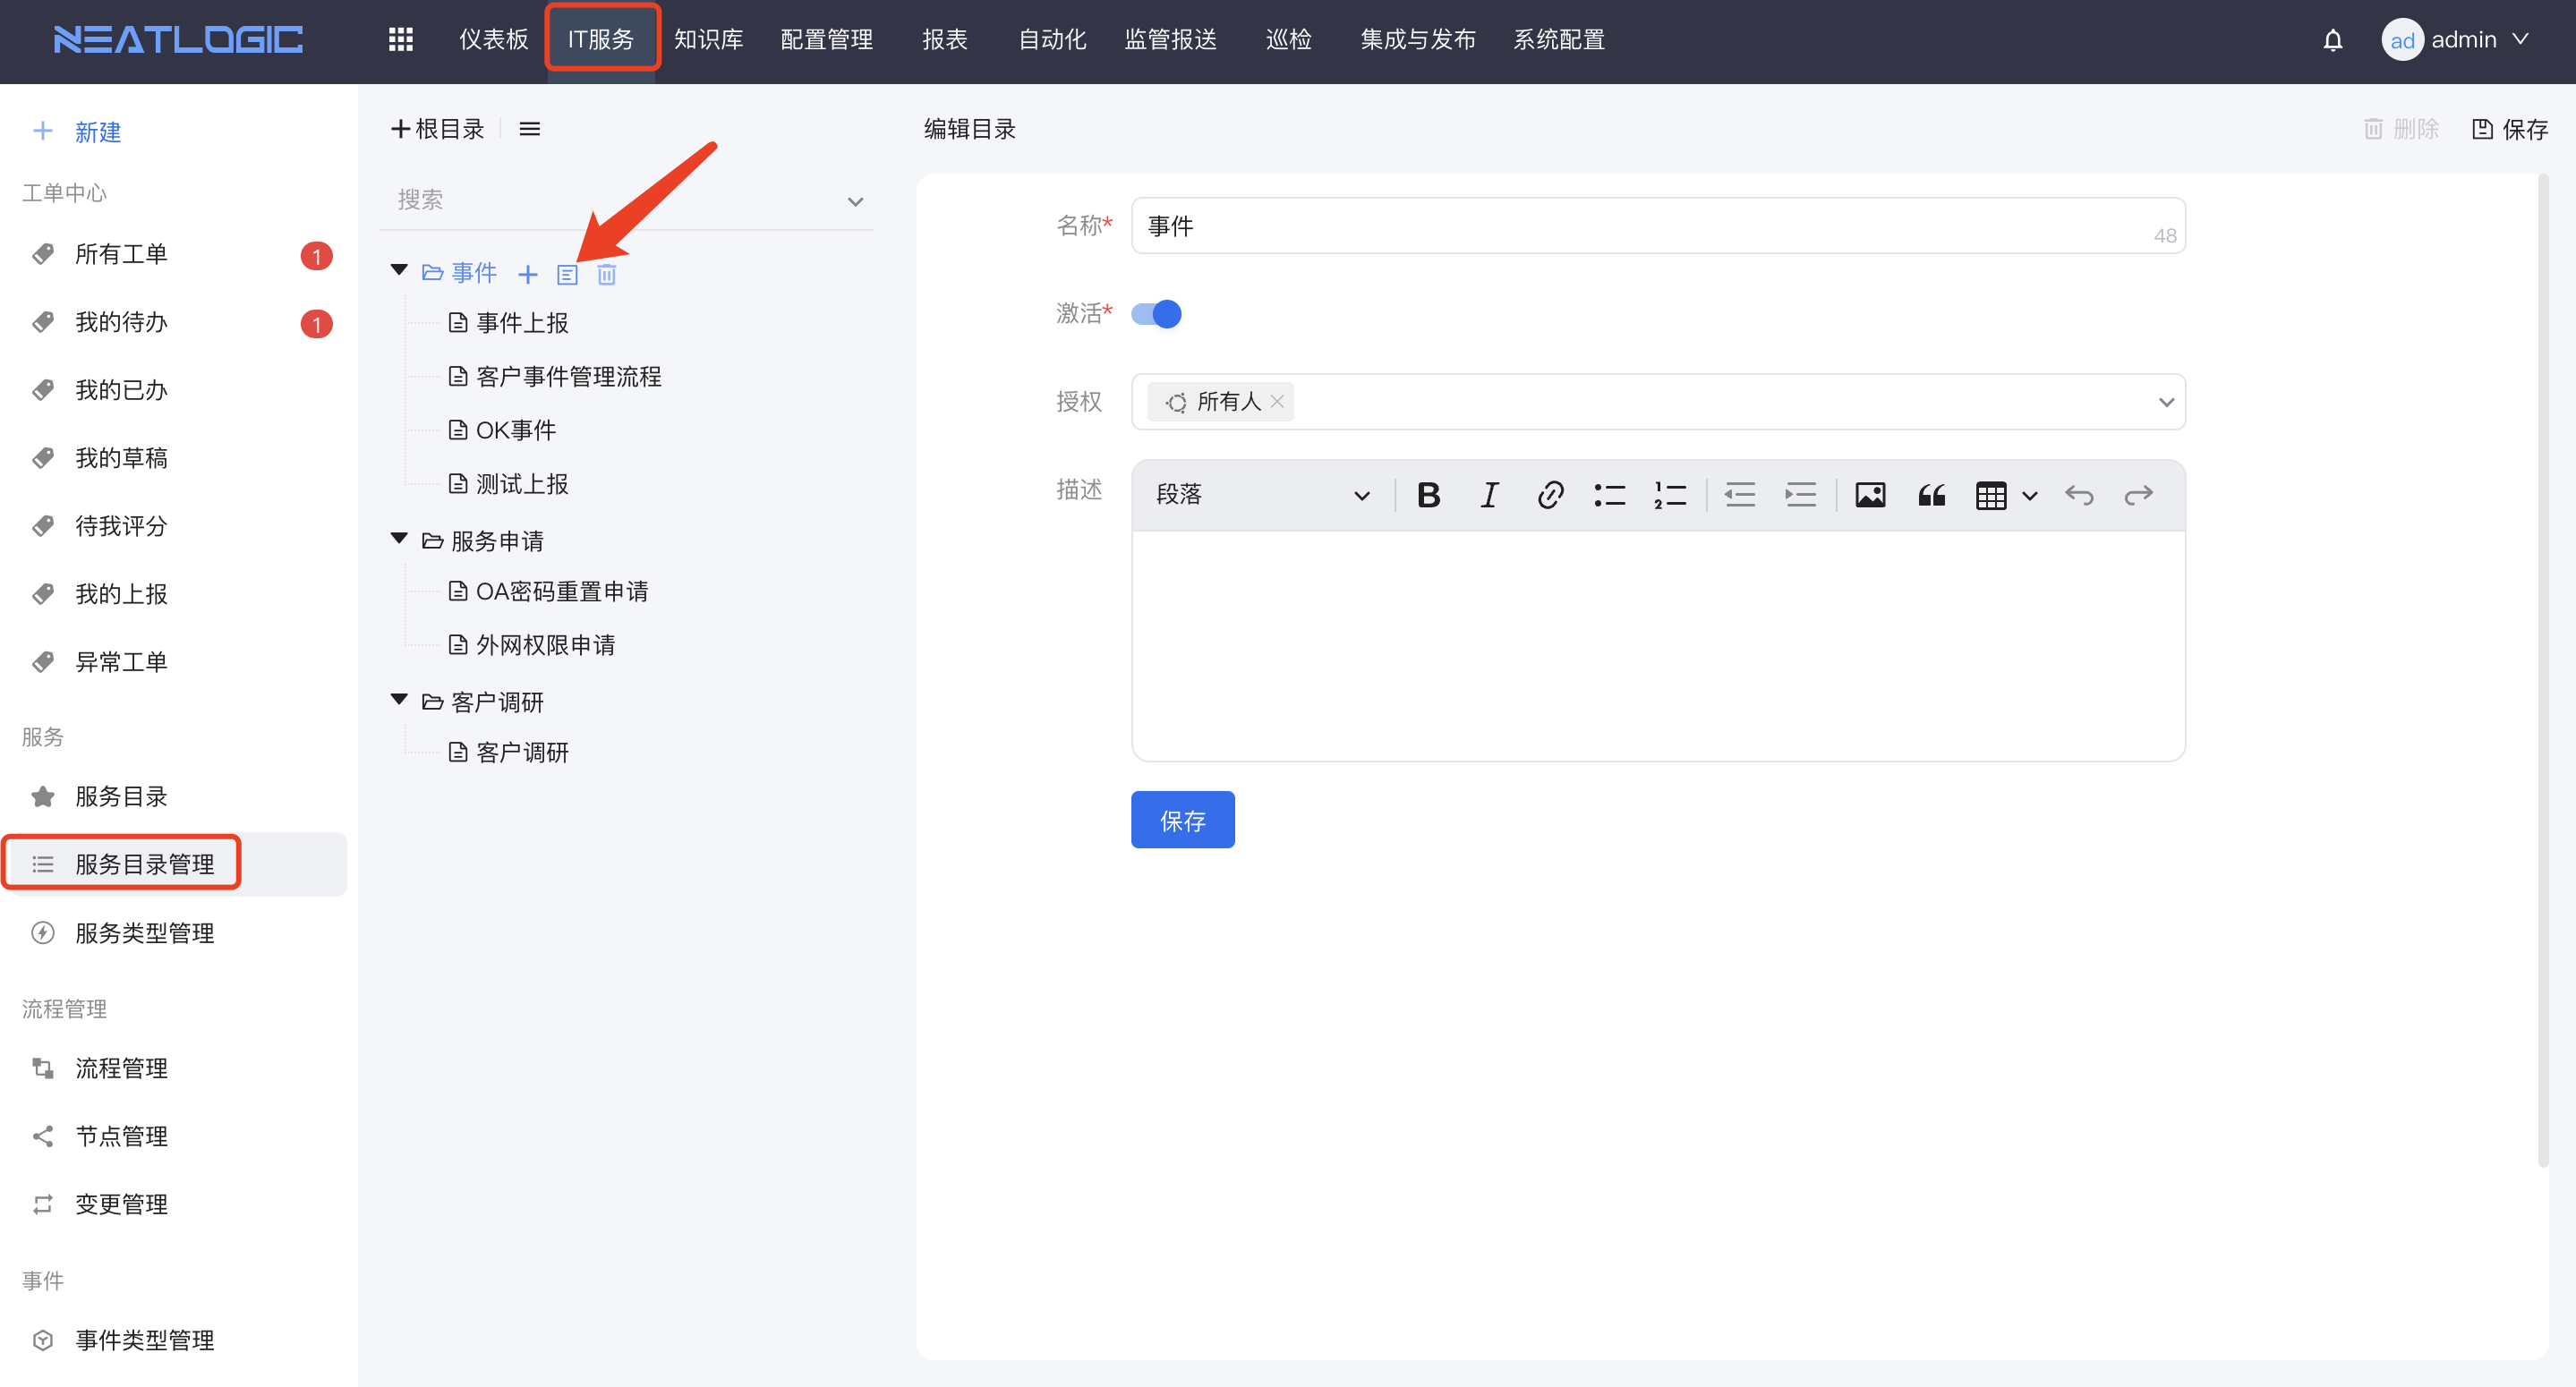 NEATLOGIC
仪表板 IT服务 知识库 配置管理 报表 自动化 监管报送 巡检 集成与发布 系统配置
ad admin
新建
工单中心
所有工单 1
我的待办 1
我的已办
我的草稿
待我评分
我的上报
异常工单
服务
服务目录
服务目录管理
服务类型管理
流程管理
流程管理
节点管理
变更管理
事件
事件类型管理
根目录
搜索
事件
事件上报
客户事件管理流程
OK事件
测试上报
服务申请
OA密码重置申请
外网权限申请
客户调研
客户调研
编辑目录
删除 保存
名称* 事件 48
激活*
授权 所有人
描述 段落
保存